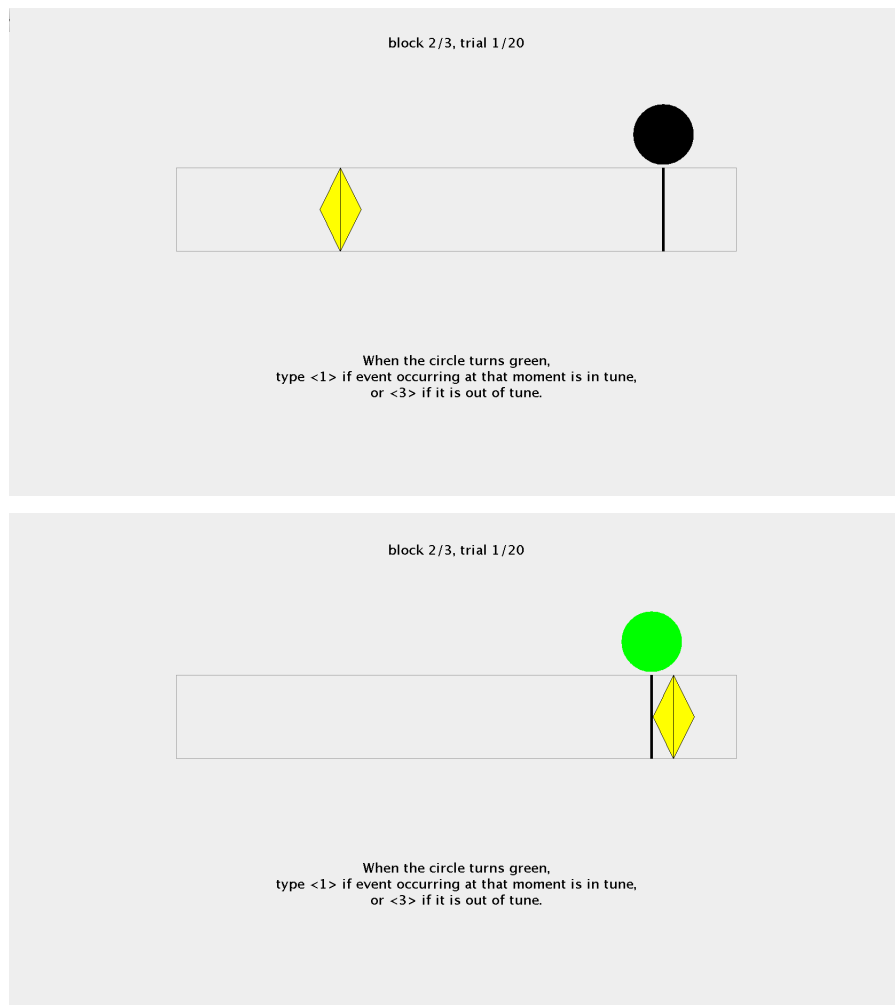 block 2/3, trial 1/20
When the circle turns green,
type <1> if event occurring at that moment is in tune,
or <3> if it is out of tune.
block 2/3, trial 1/20
When the circle turns green,
type <1> if event occurring at that moment is in tune,
or <3> if it is out of tune.